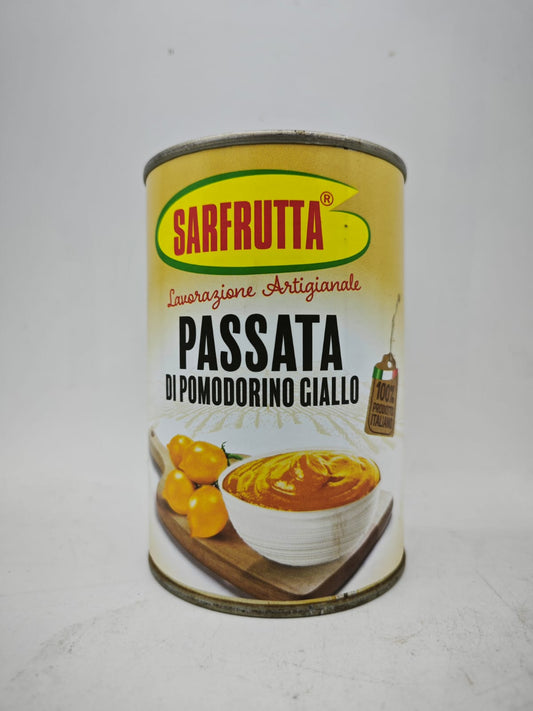 SARFRUTTA®
Lavorazione Artigianale
PASSATA
DI POMODORINO GIALLO
100%
PRODOTTO
ITALIANO